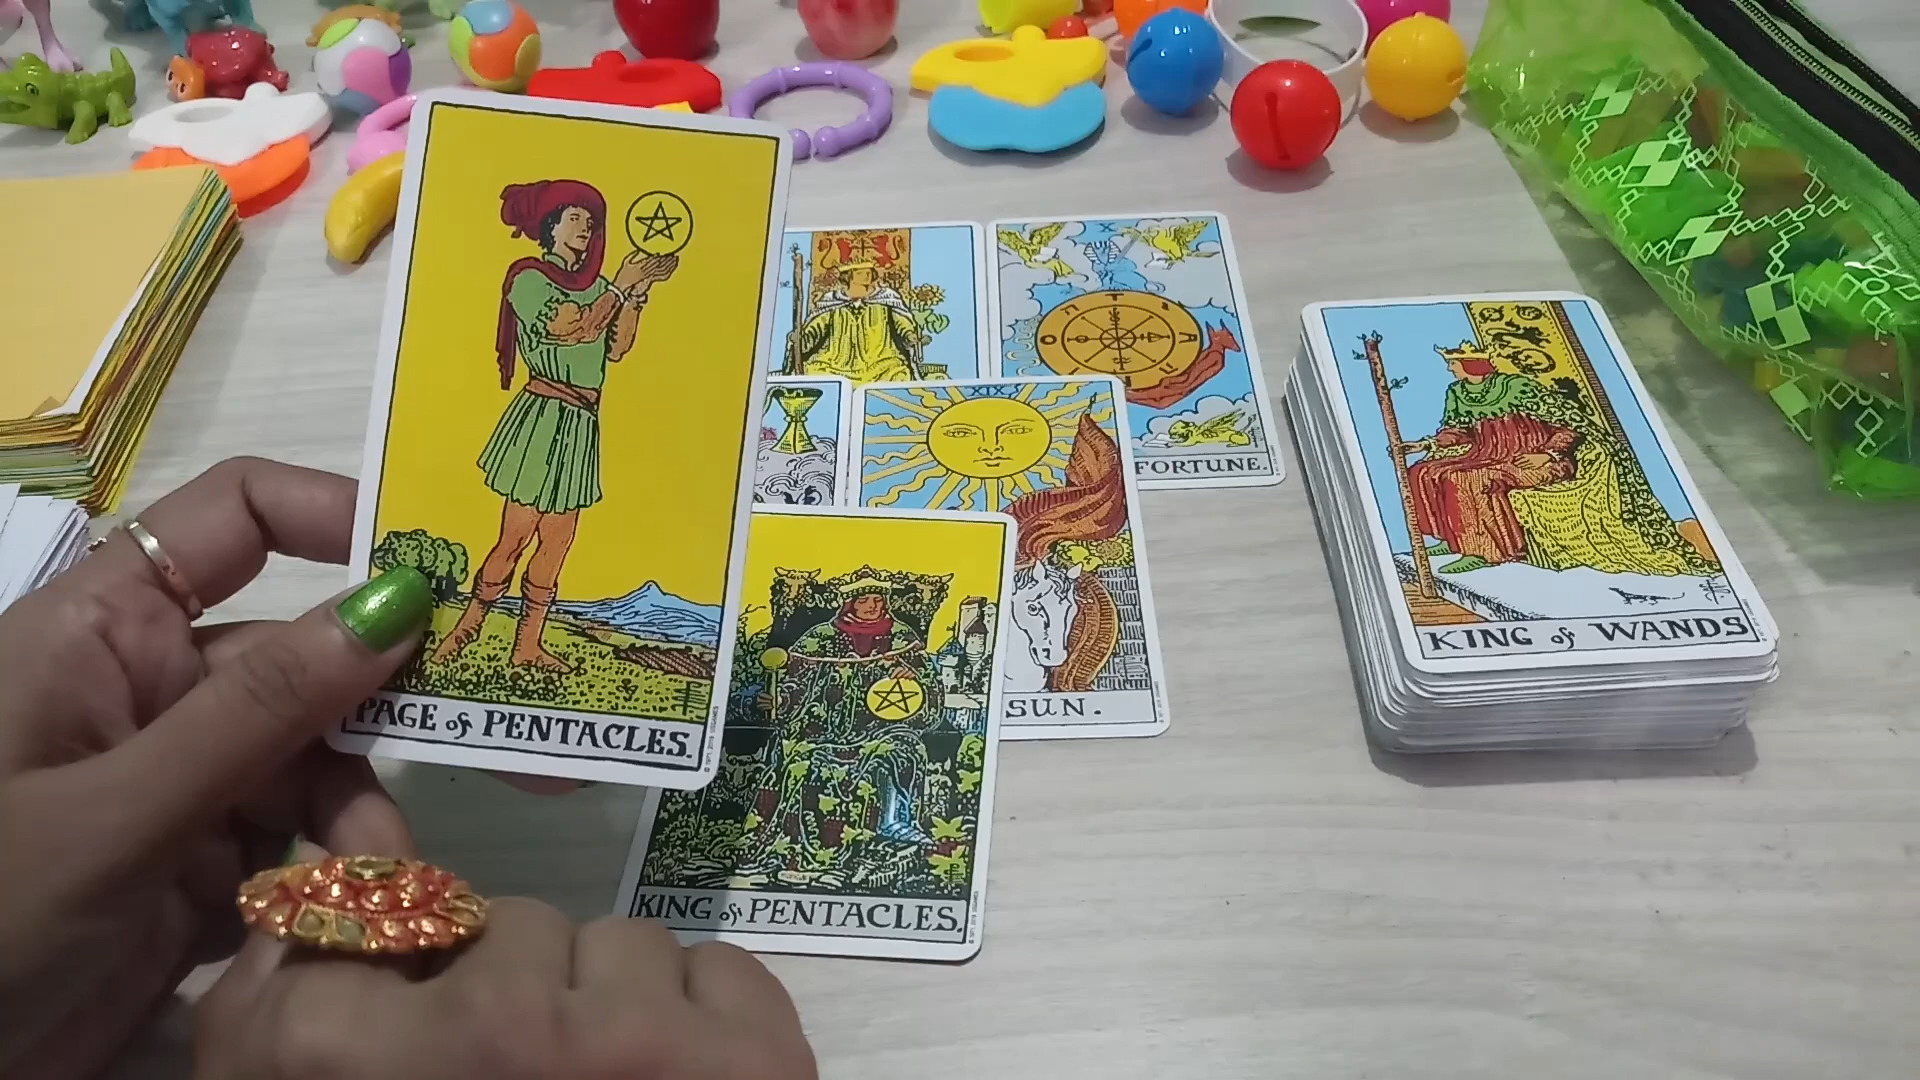 PAGE of PENTACLES.
X
FORTUNE.
XIX
SUN.
KING of PENTACLES.
KING of WANDS